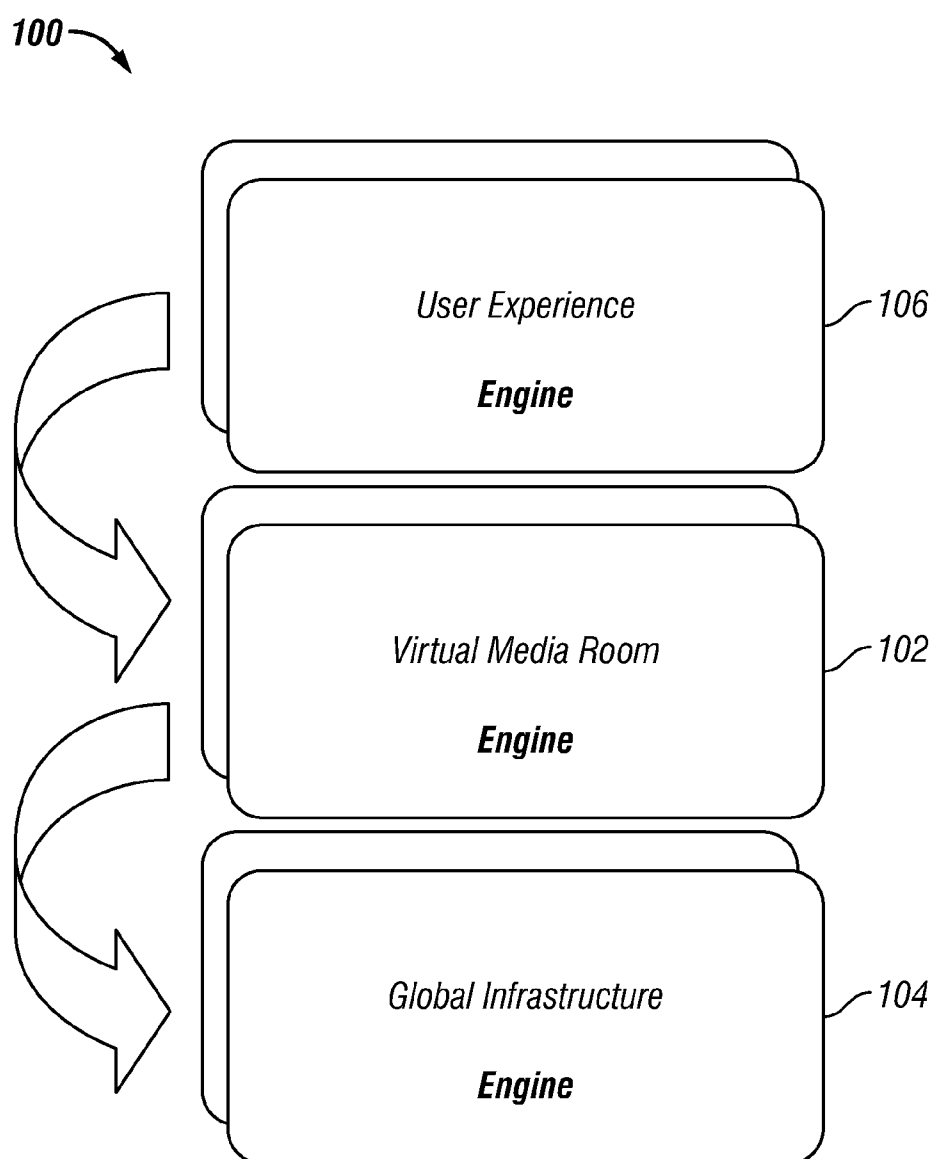 100
User Experience
106
Engine
Virtual Media Room
102
Engine
Global Infrastructure
104
Engine